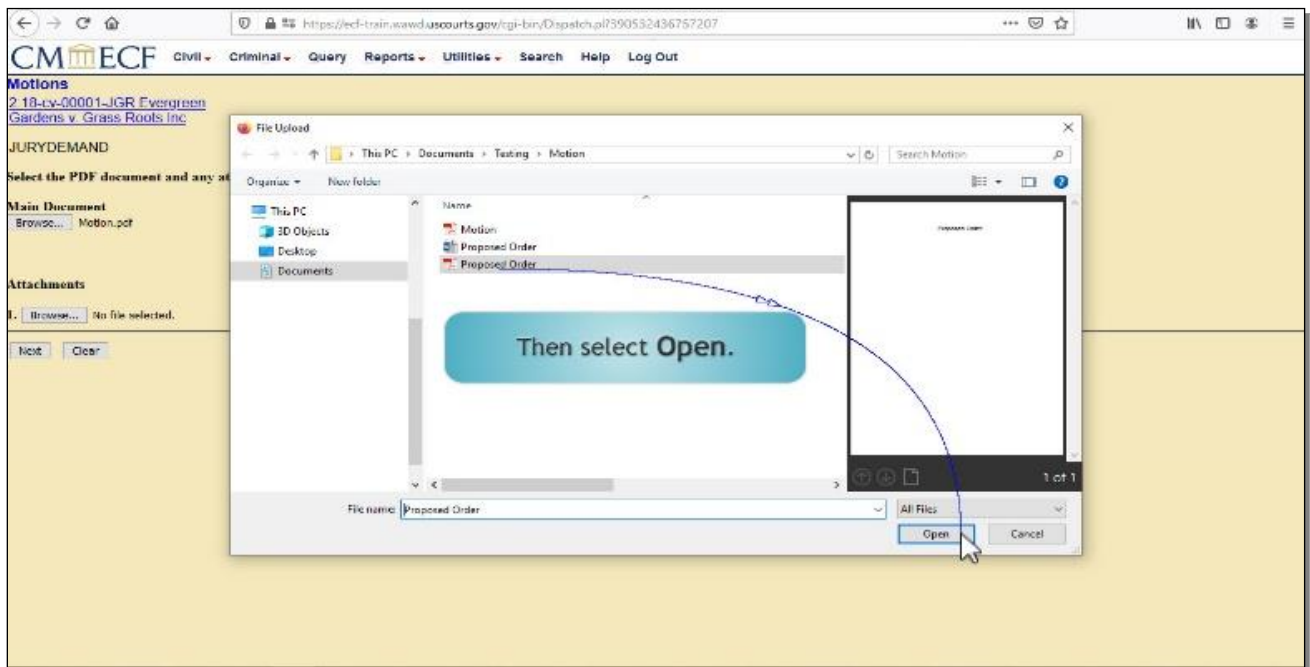 https://ecf-train.wawd.uscourts.gov/cgi-bin/Dispatch.pl?390532436757207
CM ECF Civil Criminal Query Reports Utilities Search Help Log Out
Motions
2:18-cv-00001-JGR Evergreen
Gardens v. Grass Roots Inc
JURYDEMAND
Select the PDF document and any at
Main Document
Browse... Motion.pdf
Attachments
1. Browse... No file selected.
Next Clear
File Upload
This PC Documents Testing Motion
Search Motion
Organize New folder
This PC
3D Objects
Desktop
Documents
Name
Motion
Proposed Order
Proposed Order
Then select Open.
Proposed Order
1 of 1
File name: Proposed Order
All Files
Open Cancel